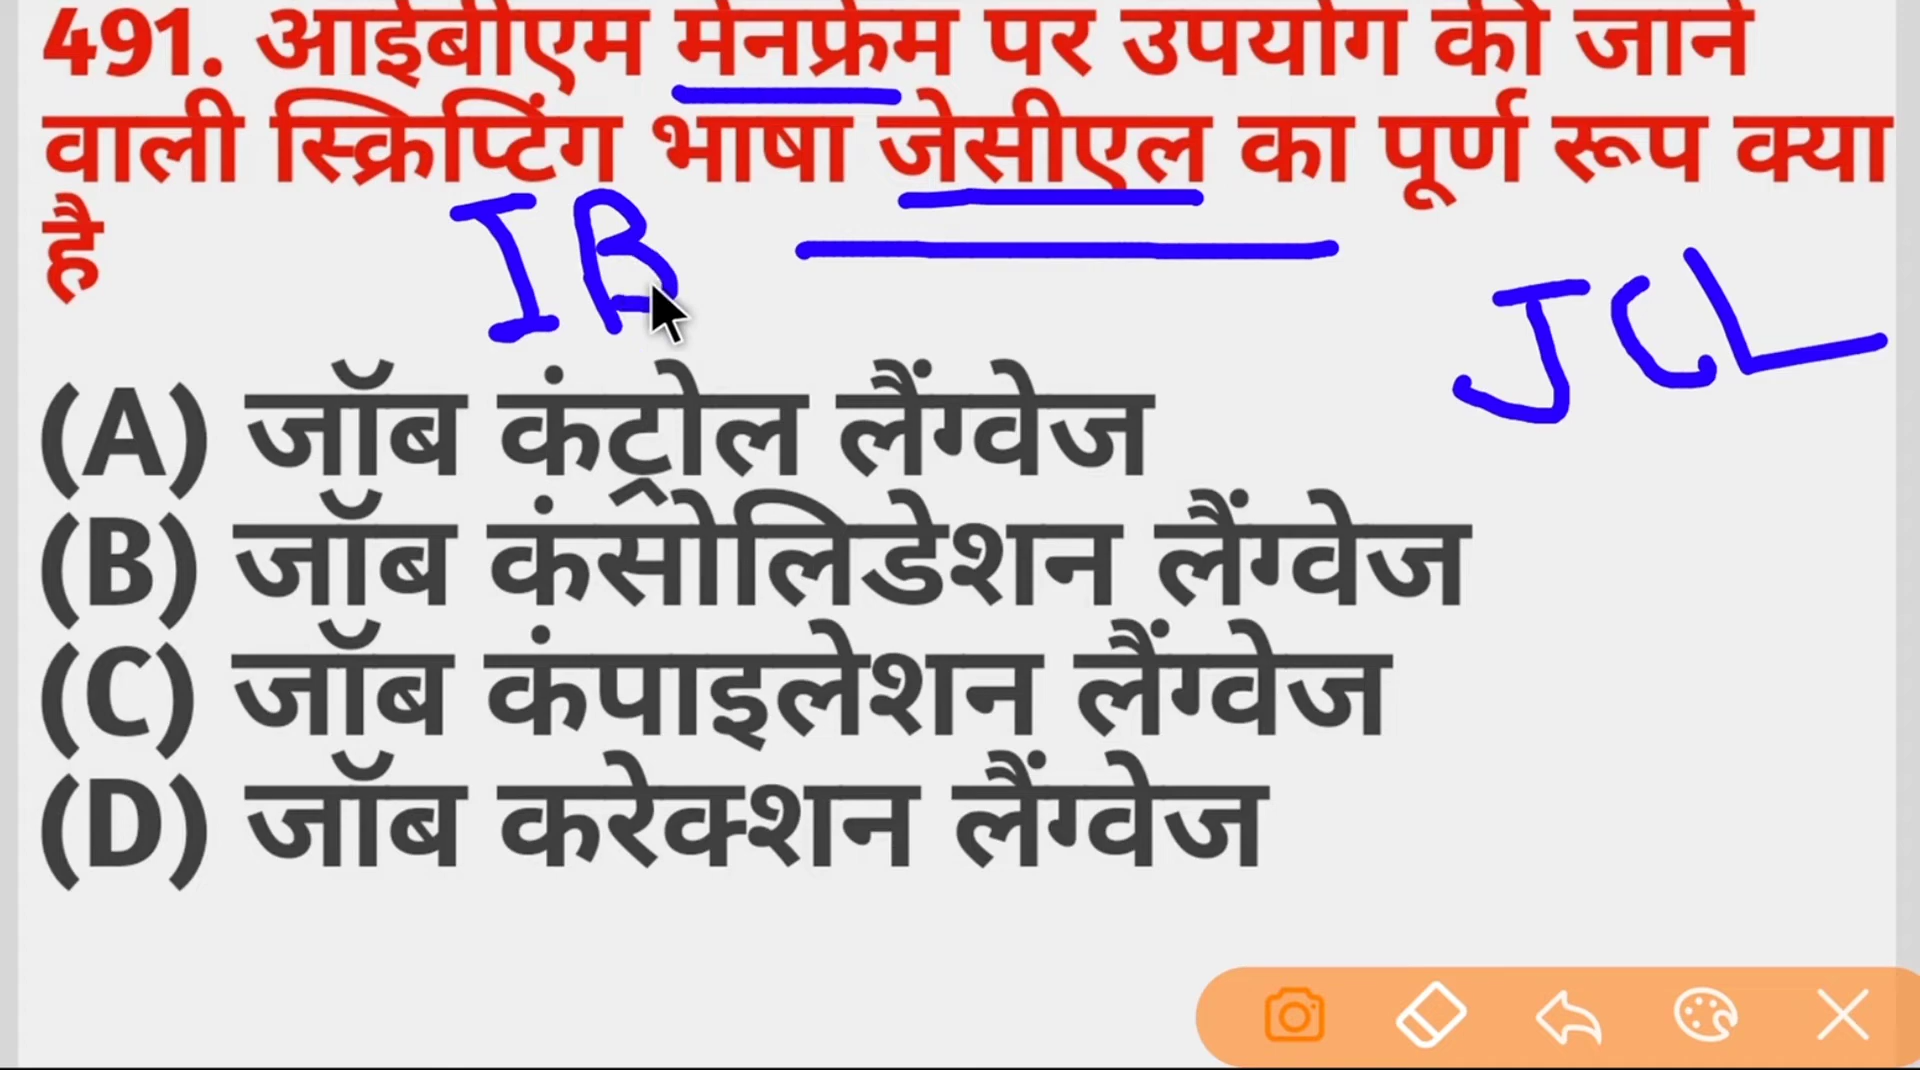 491. आईबीएम मेनफ्रेम पर उपयोग की जाने
वाली स्क्रिप्टिंग भाषा जेसीएल का पूर्ण रूप क्या
है
IB
JCL
(A) जॉब कंट्रोल लैंग्वेज
(B) जॉब कंसोलिडेशन लैंग्वेज
(C) जॉब कंपाइलेशन लैंग्वेज
(D) जॉब करेक्शन लैंग्वेज